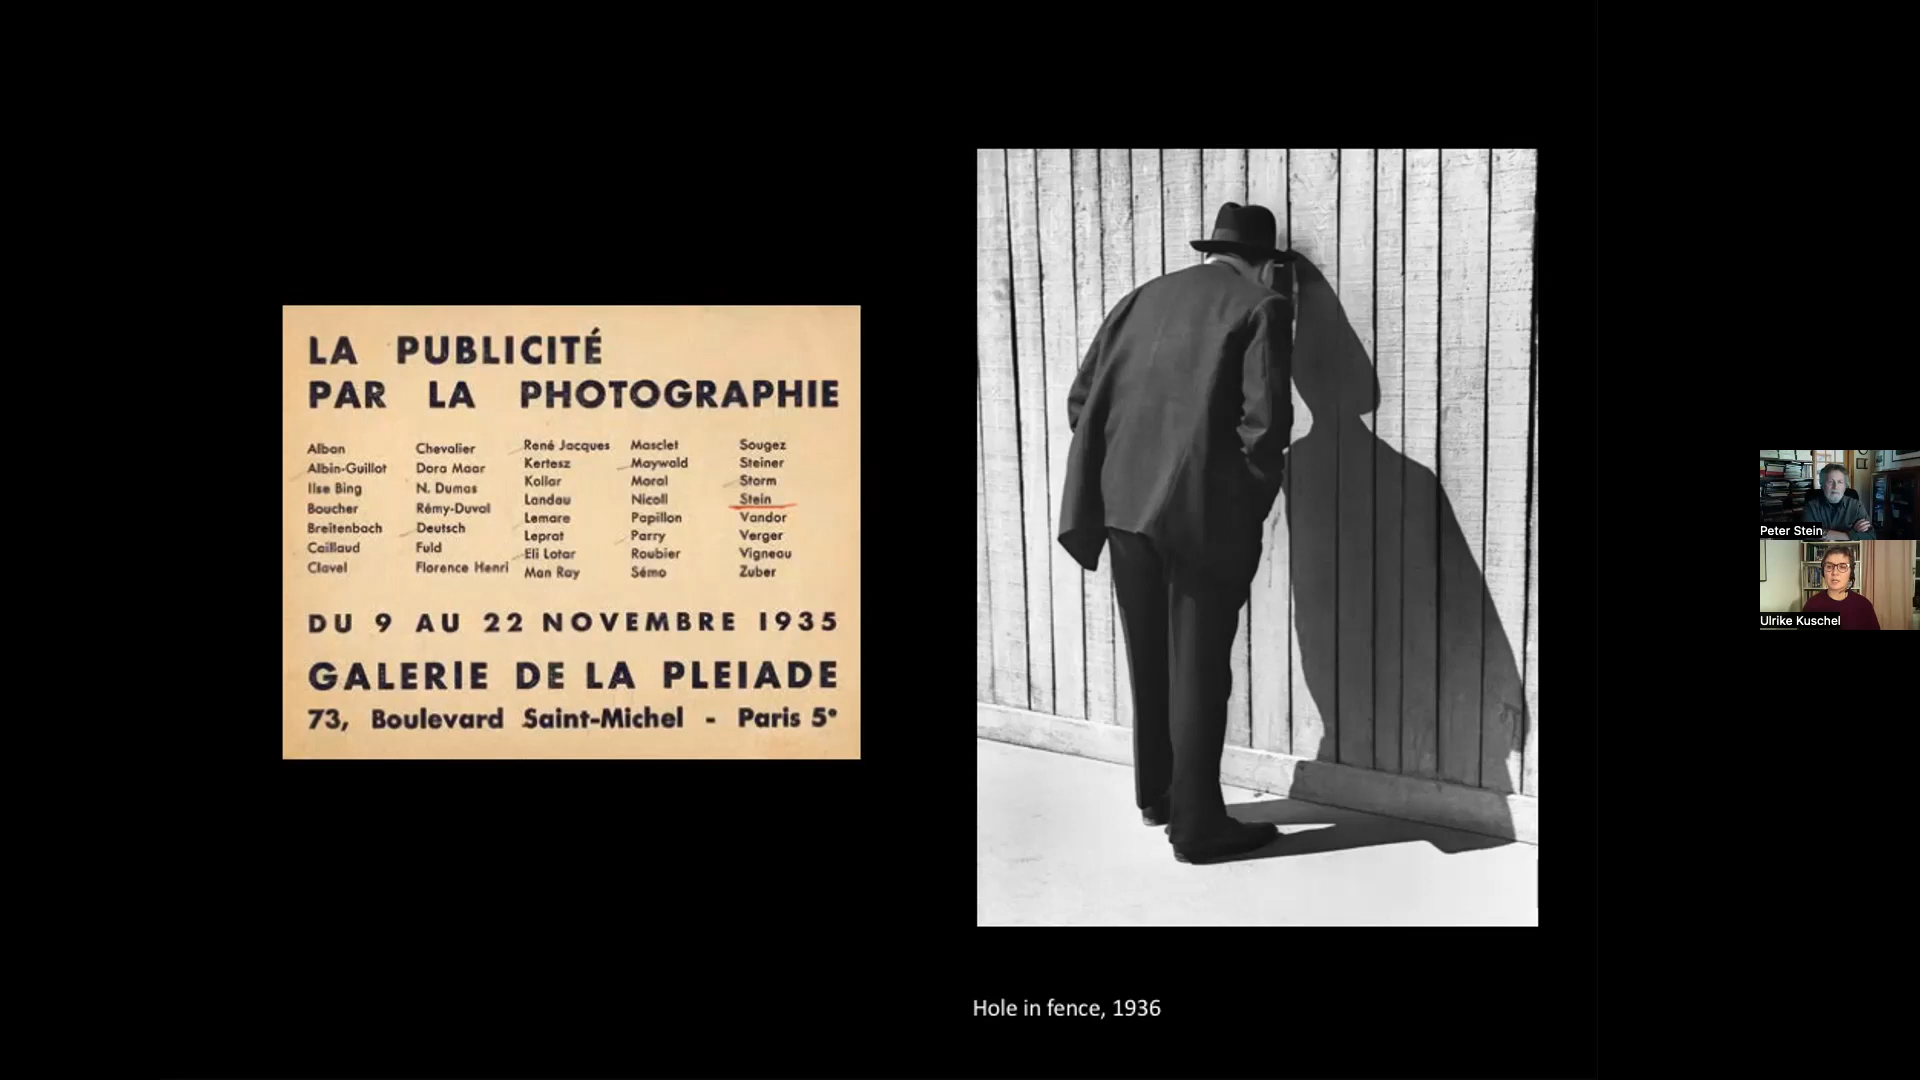 LA PUBLICITÉ
PAR LA PHOTOGRAPHIE
Alban
Albin-Guillot
Ilse Bing
Boucher
Breitenbach
Caillaud
Clavel
Chevalier
Dora Maar
N. Dumas
Rémy-Duval
Deutsch
Fuld
Florence Henri
René Jacques
Kertesz
Kollar
Landau
Lemare
Leprat
Eli Lotar
Man Ray
Masclet
Maywald
Moral
Nicoll
Papillon
Parry
Roubier
Sémo
Sougez
Steiner
Storm
Stein
Vandor
Verger
Vigneau
Zuber
DU 9 AU 22 NOVEMBRE 1935
GALERIE DE LA PLEIADE
73, Boulevard Saint-Michel - Paris 5e
Hole in fence, 1936
Peter Stein
Ulrike Kuschel